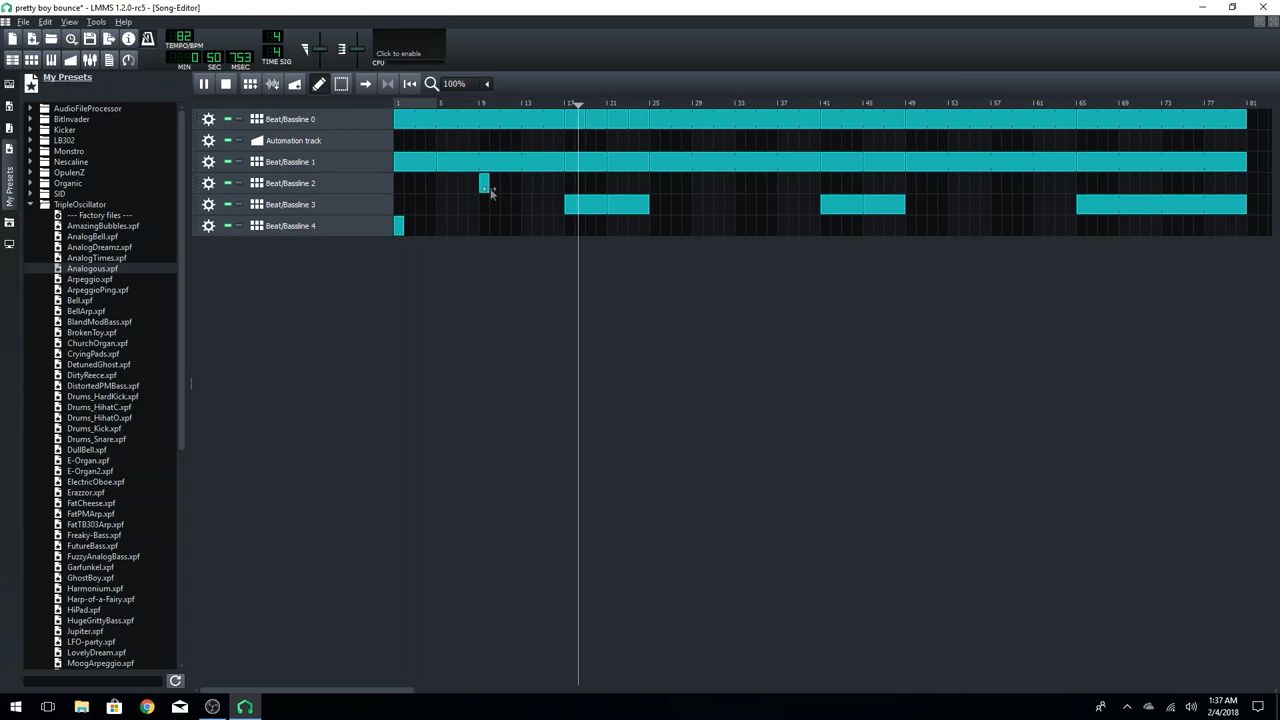 pretty boy bounce* - LMMS 1.2.0-rc5 - [Song-Editor]
File Edit View Tools Help
82
TEMPO/BPM
0 50 753
MIN SEC MSEC
4
4
TIME SIG
Click to enable
CPU
My Presets
100%
My Presets
AudioFileProcessor
BitInvader
Kicker
LB302
Monstro
Nescaline
OpulenZ
Organic
SID
TripleOscillator
--- Factory files ---
AmazingBubbles.xpf
AnalogBell.xpf
AnalogDreamz.xpf
AnalogTimes.xpf
Analogous.xpf
Arpeggio.xpf
ArpeggioPing.xpf
Bell.xpf
BellArp.xpf
BlandModBass.xpf
BrokenToy.xpf
ChurchOrgan.xpf
CryingPads.xpf
DetunedGhost.xpf
DirtyReece.xpf
DistortedPMBass.xpf
Drums_HardKick.xpf
Drums_HihatC.xpf
Drums_HihatO.xpf
Drums_Kick.xpf
Drums_Snare.xpf
DullBell.xpf
E-Organ.xpf
E-Organ2.xpf
ElectricOboe.xpf
Erazzor.xpf
FatCheese.xpf
FatPMArp.xpf
FatTB303Arp.xpf
Freaky-Bass.xpf
FutureBass.xpf
FuzzyAnalogBass.xpf
Garfunkel.xpf
GhostBoy.xpf
Harmonium.xpf
Harp-of-a-Fairy.xpf
HiPad.xpf
HugeGrittyBass.xpf
Jupiter.xpf
LFO-party.xpf
LovelyDream.xpf
MoogArpeggio.xpf
1 5 9 13 17 21 25 29 33 37 41 45 49 53 57 61 65 69 73 77 81
Beat/Bassline 0
Automation track
Beat/Bassline 1
Beat/Bassline 2
Beat/Bassline 3
Beat/Bassline 4
1:37 AM
2/4/2018